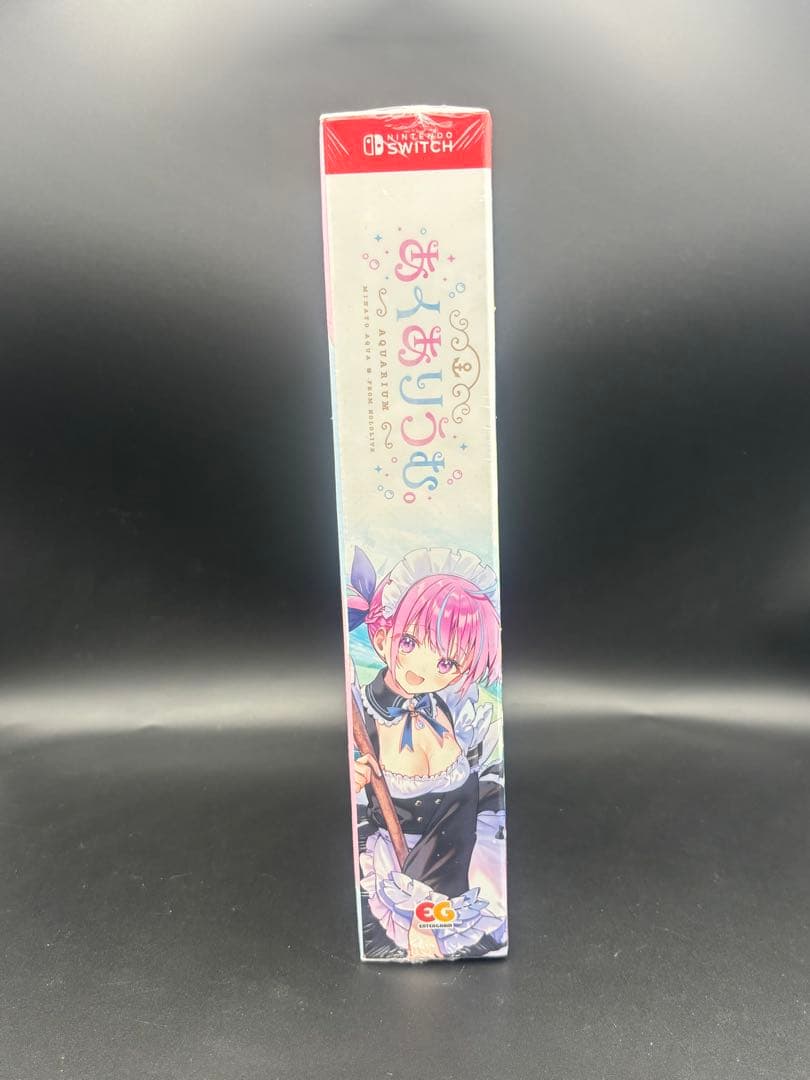 NINTENDO
SWITCH
あくありうむ。
AQUARIUM
MINATO AQUA FROM HOLOLIVE
EG
ENTERGRAM